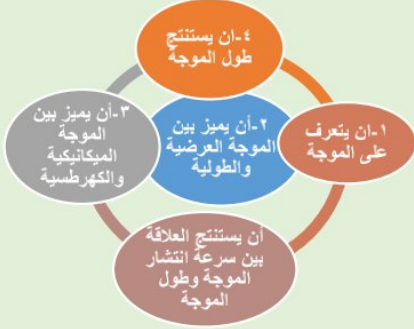 ٤-ان يستنتج
طول الموجة
٣-أن يميز بين
الموجة
الميكانيكية
والكهرطسية
٢-أن يميز بين
الموجة العرضية
والطولية
١-ان يتعرف
على الموجة
أن يستنتج العلاقة
بين سرعة انتشار
الموجة وطول
الموجة